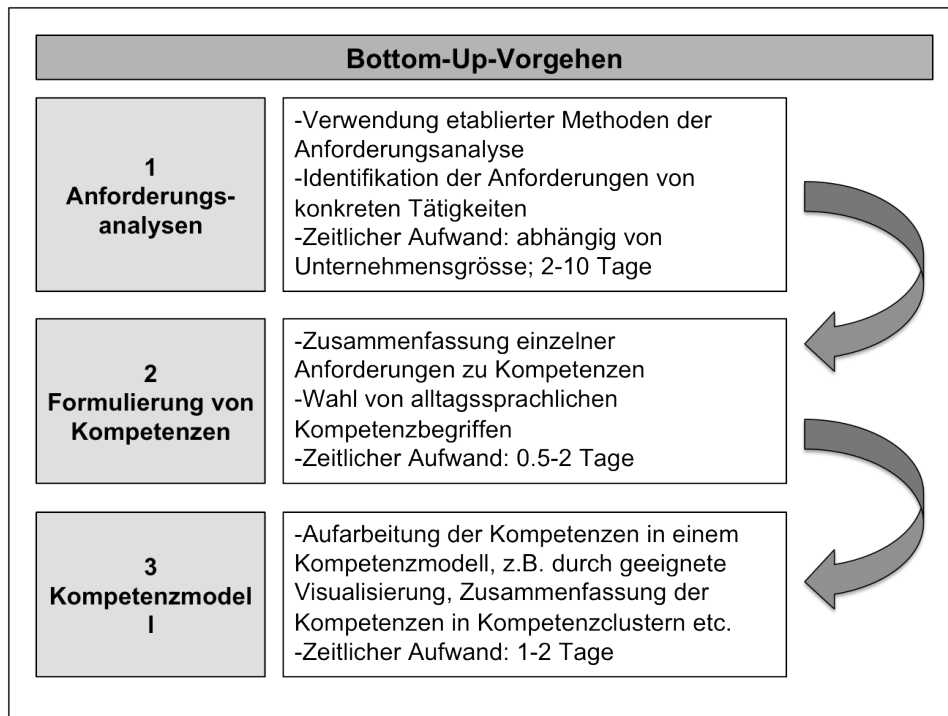 Bottom-Up-Vorgehen
1
Anforderungs-
analysen
-Verwendung etablierter Methoden der
Anforderungsanalyse
-Identifikation der Anforderungen von
konkreten Tätigkeiten
-Zeitlicher Aufwand: abhängig von
Unternehmensgrösse; 2-10 Tage
2
Formulierung von
Kompetenzen
-Zusammenfassung einzelner
Anforderungen zu Kompetenzen
-Wahl von alltagssprachlichen
Kompetenzbegriffen
-Zeitlicher Aufwand: 0.5-2 Tage
3
Kompetenzmodel
l
-Aufarbeitung der Kompetenzen in einem
Kompetenzmodell, z.B. durch geeignete
Visualisierung, Zusammenfassung der
Kompetenzen in Kompetenzclustern etc.
-Zeitlicher Aufwand: 1-2 Tage